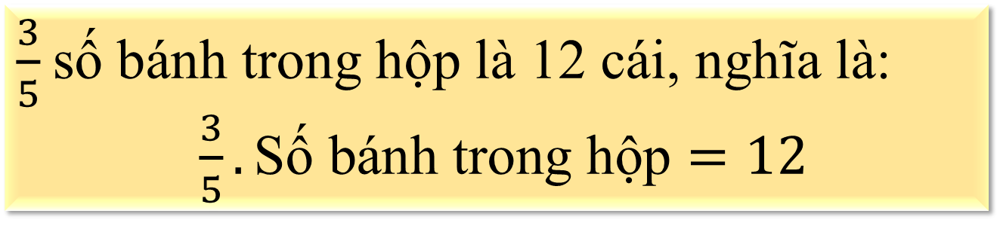 3/5 số bánh trong hộp là 12 cái, nghĩa là:
3/5 . Số bánh trong hộp = 12